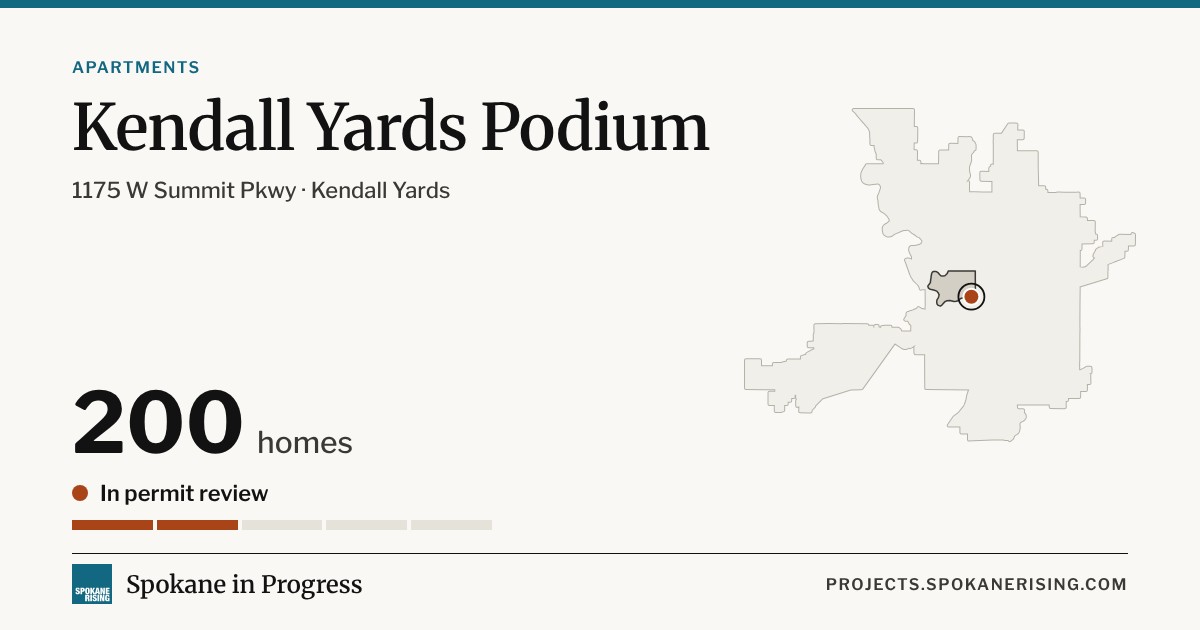 APARTMENTS
Kendall Yards Podium
1175 W Summit Pkwy · Kendall Yards
200 homes
In permit review
SPOKANE
RISING
Spokane in Progress
PROJECTS.SPOKANERISING.COM